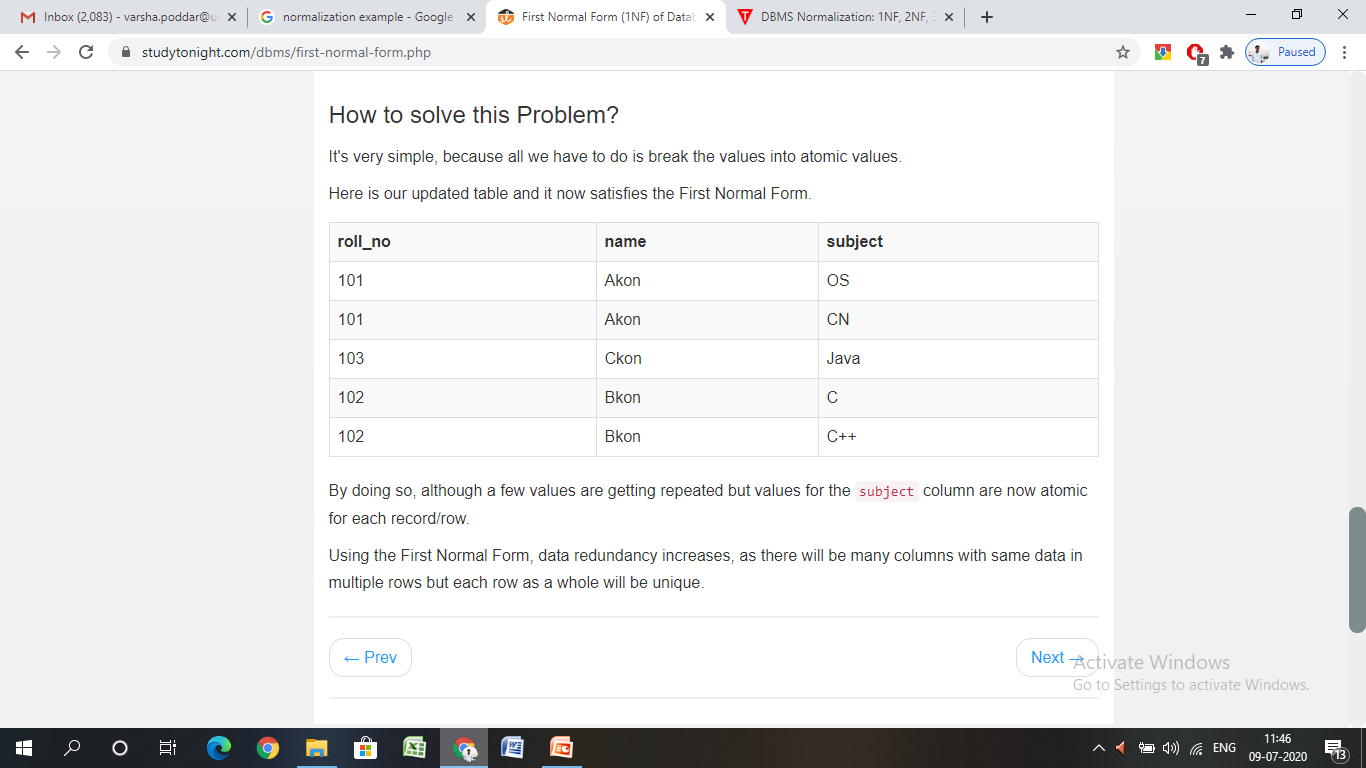 Inbox (2,083) - varsha.poddar@u
normalization example - Google
First Normal Form (1NF) of Datab
DBMS Normalization: 1NF, 2NF,
studytonight.com/dbms/first-normal-form.php
7
Paused
How to solve this Problem?
It's very simple, because all we have to do is break the values into atomic values.
Here is our updated table and it now satisfies the First Normal Form.
roll_no name subject
101 Akon OS
101 Akon CN
103 Ckon Java
102 Bkon C
102 Bkon C++
By doing so, although a few values are getting repeated but values for the subject column are now atomic
for each record/row.
Using the First Normal Form, data redundancy increases, as there will be many columns with same data in
multiple rows but each row as a whole will be unique.
← Prev
Next →
Activate Windows
Go to Settings to activate Windows.
ENG
11:46
09-07-2020
13